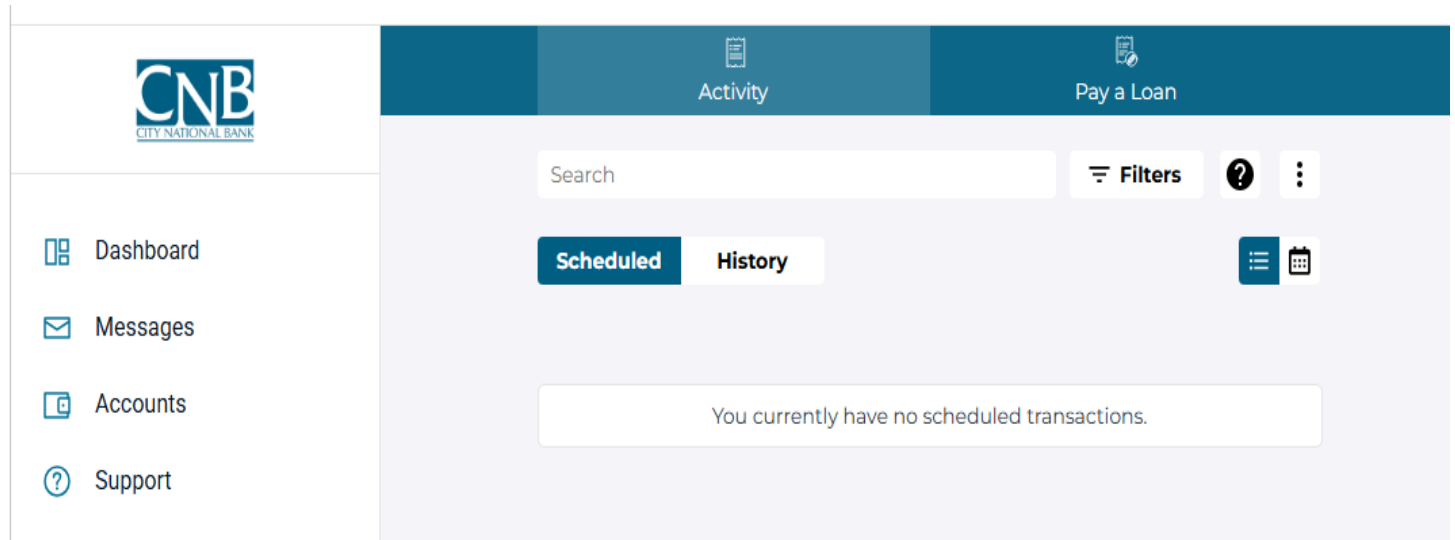 CNB
CITY NATIONAL BANK
Dashboard
Messages
Accounts
Support
Activity
Pay a Loan
Search
Filters
Scheduled
History
You currently have no scheduled transactions.